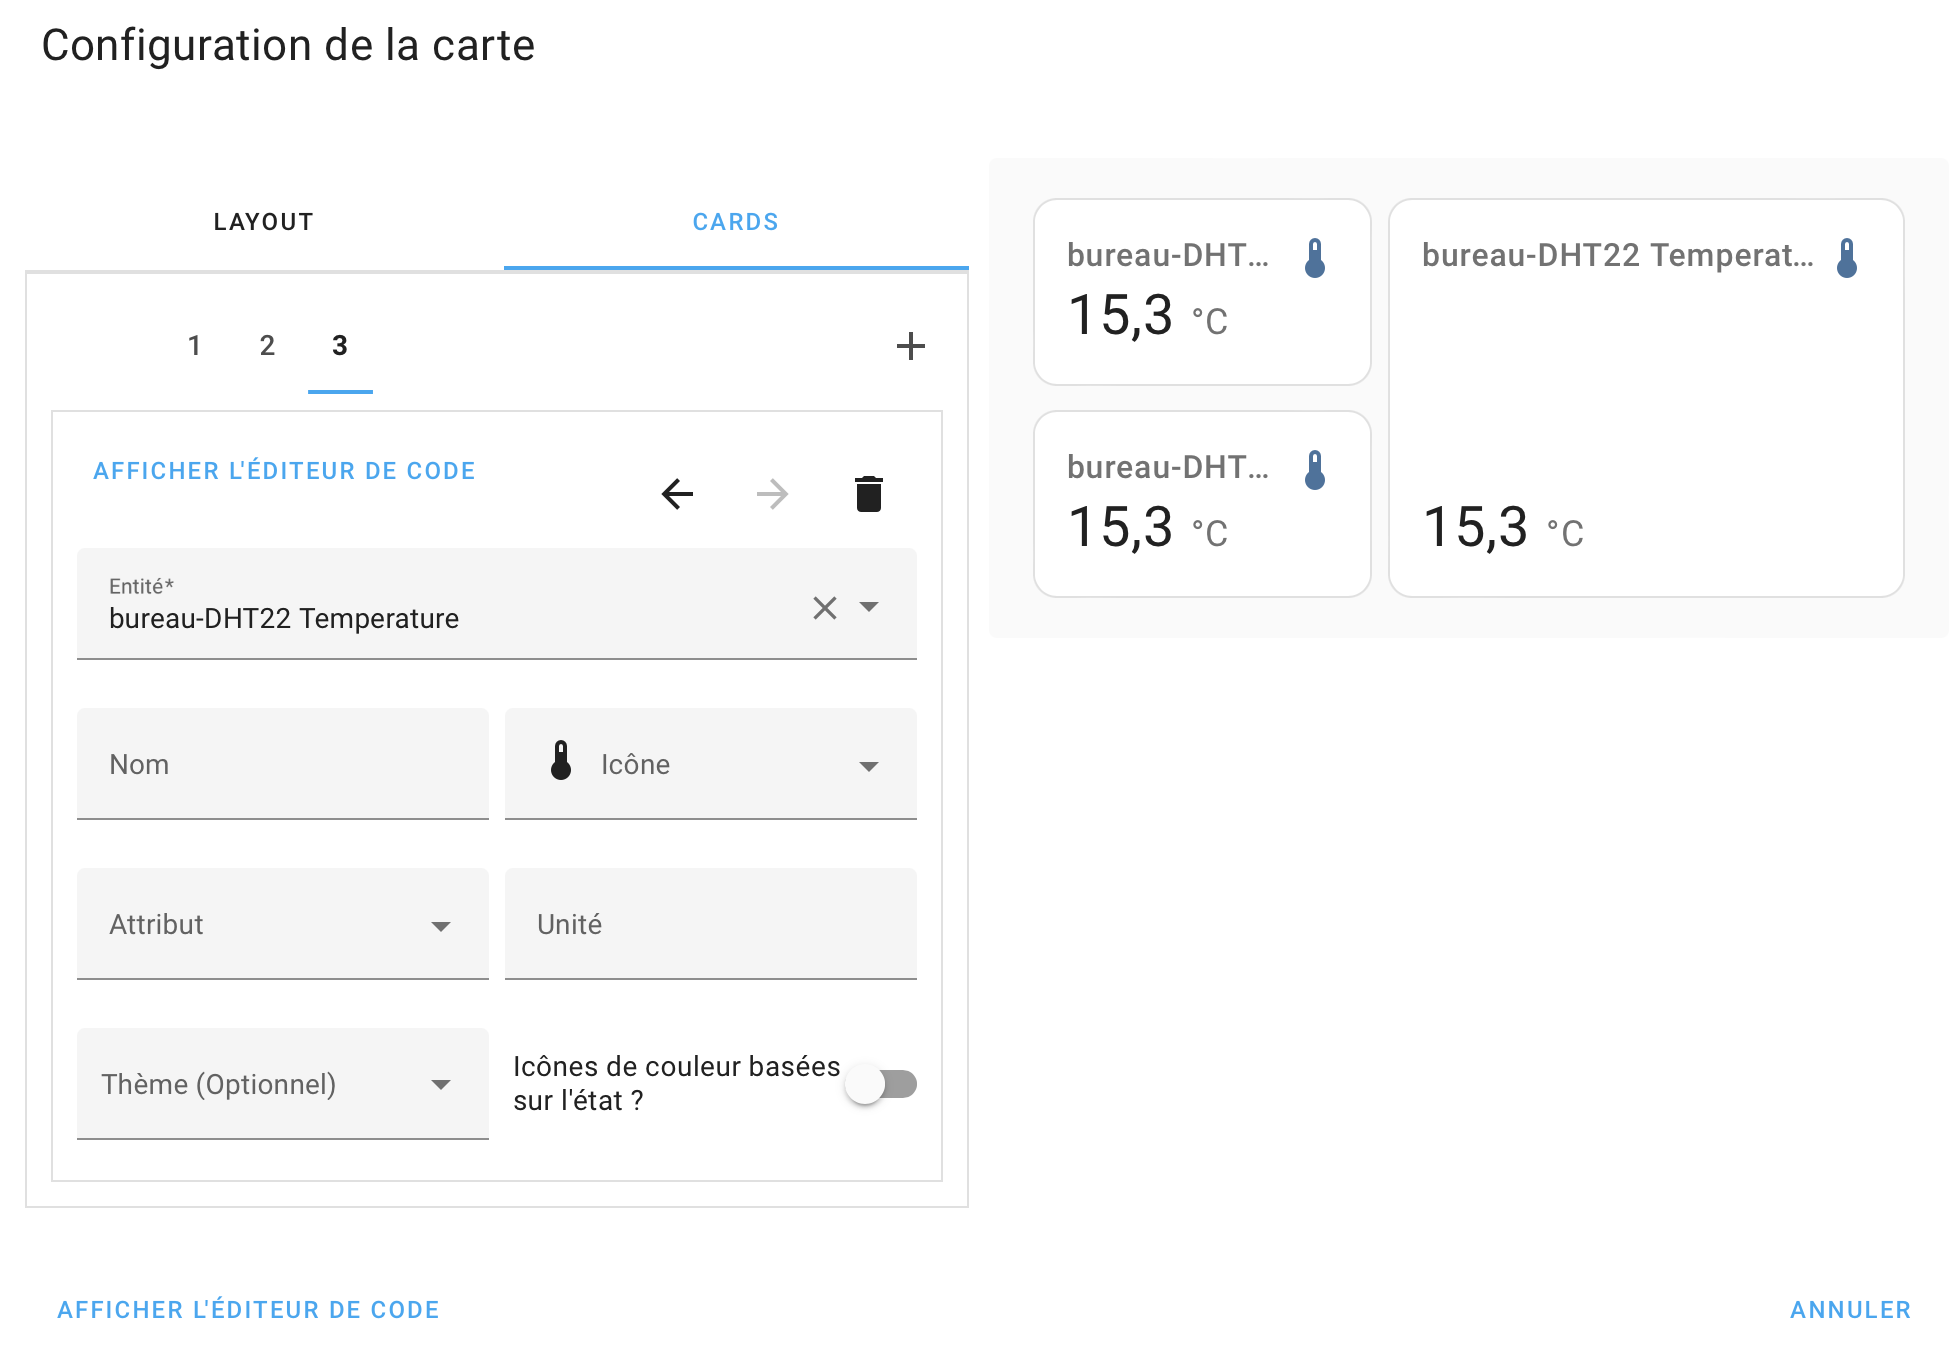 Configuration de la carte
LAYOUT
CARDS
1 2 3
AFFICHER L'ÉDITEUR DE CODE
Entité*
bureau-DHT22 Temperature
Nom
Icône
Attribut
Unité
Thème (Optionnel)
Icônes de couleur basées
sur l'état ?
bureau-DHT...
15,3 °C
bureau-DHT...
15,3 °C
bureau-DHT22 Temperat...
15,3 °C
AFFICHER L'ÉDITEUR DE CODE
ANNULER